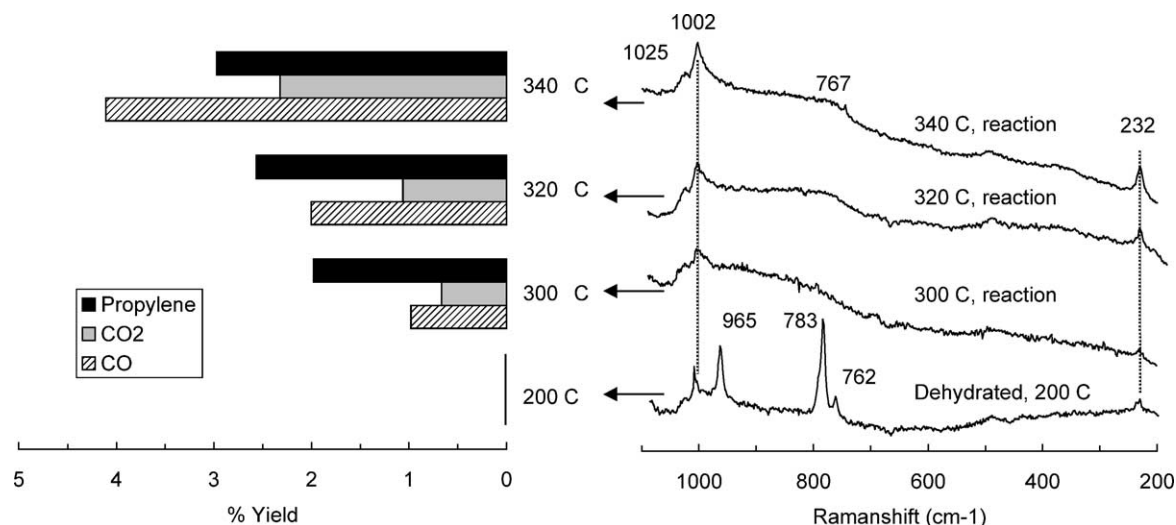 340 C
320 C
300 C
200 C
Propylene
CO2
CO
5 4 3 2 1 0
% Yield
1002
1025
767
340 C, reaction
232
320 C, reaction
300 C, reaction
965
783
762
Dehydrated, 200 C
1000 800 600 400 200
Ramanshift (cm-1)